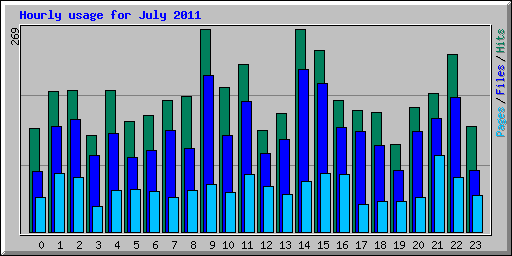 Hourly usage for July 2011
269
Pages/Files/Hits
0 1 2 3 4 5 6 7 8 9 10 11 12 13 14 15 16 17 18 19 20 21 22 23